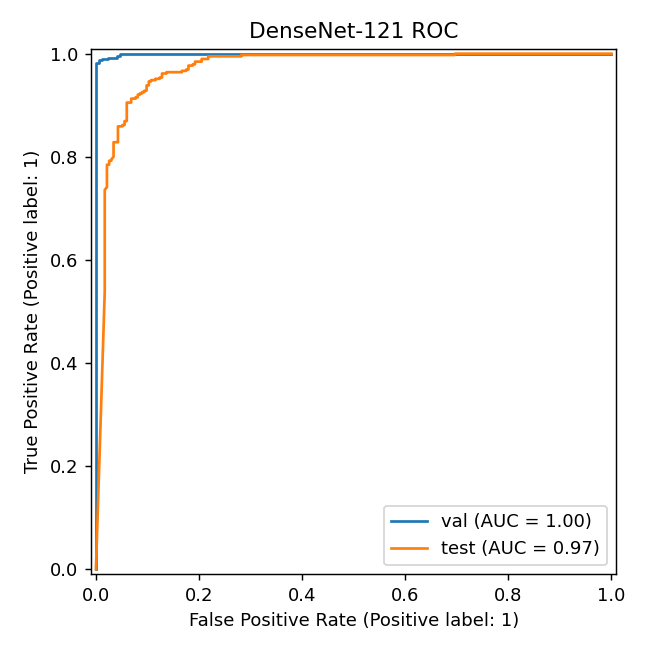 DenseNet-121 ROC
1.0
0.8
0.6
0.4
0.2
0.0
True Positive Rate (Positive label: 1)
val (AUC = 1.00)
test (AUC = 0.97)
0.0 0.2 0.4 0.6 0.8 1.0
False Positive Rate (Positive label: 1)